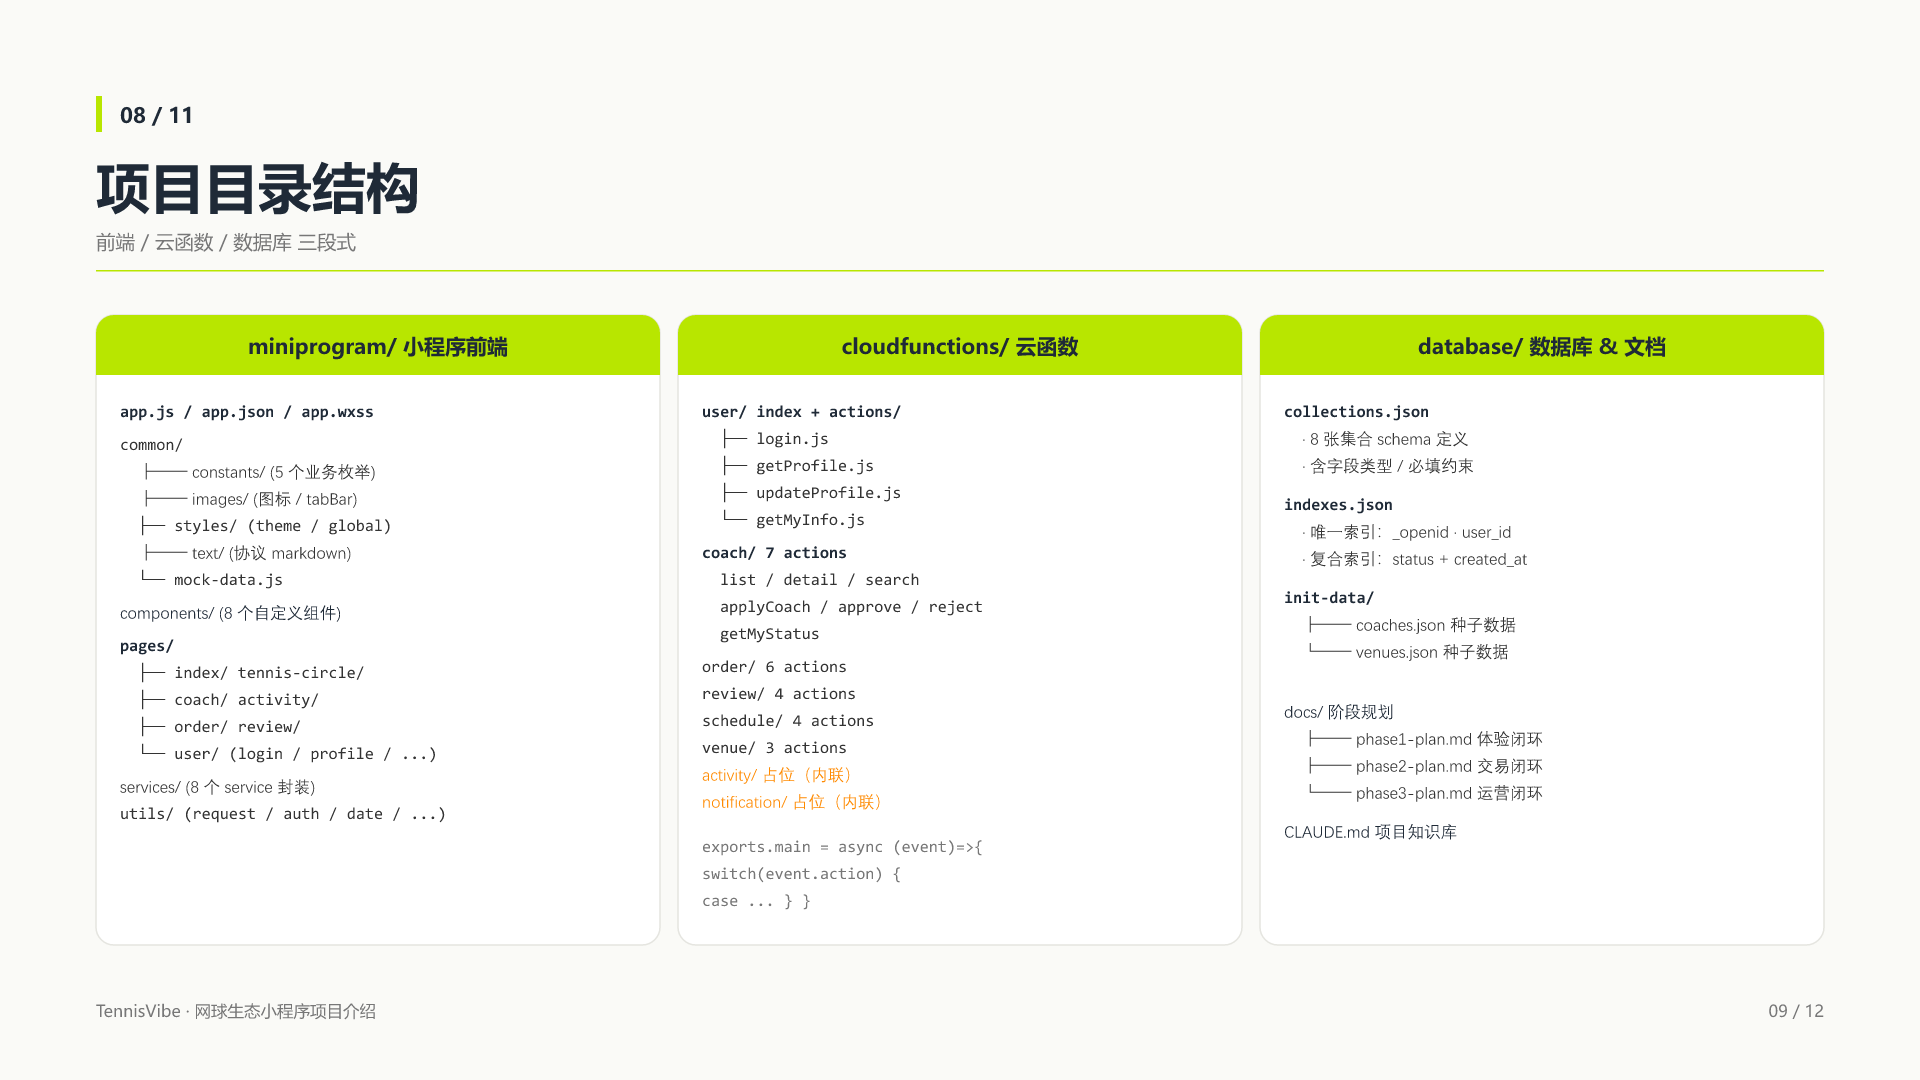 08 / 11
项目目录结构
前端 / 云函数 / 数据库 三段式
miniprogram/ 小程序前端
app.js / app.json / app.wxss
common/
├── constants/ (5 个业务枚举)
├── images/ (图标 / tabBar)
├── styles/ (theme / global)
├── text/ (协议 markdown)
└── mock-data.js
components/ (8 个自定义组件)
pages/
├── index/ tennis-circle/
├── coach/ activity/
├── order/ review/
└── user/ (login / profile / ...)
services/ (8 个 service 封装)
utils/ (request / auth / date / ...)
cloudfunctions/ 云函数
user/ index + actions/
├── login.js
├── getProfile.js
├── updateProfile.js
└── getMyInfo.js
coach/ 7 actions
list / detail / search
applyCoach / approve / reject
getMyStatus
order/ 6 actions
review/ 4 actions
schedule/ 4 actions
venue/ 3 actions
activity/ 占位（内联）
notification/ 占位（内联）
exports.main = async (event)=>{
switch(event.action) {
case ... } }
database/ 数据库 & 文档
collections.json
· 8 张集合 schema 定义
· 含字段类型 / 必填约束
indexes.json
· 唯一索引：_openid · user_id
· 复合索引：status + created_at
init-data/
├── coaches.json 种子数据
└── venues.json 种子数据
docs/ 阶段规划
├── phase1-plan.md 体验闭环
├── phase2-plan.md 交易闭环
└── phase3-plan.md 运营闭环
CLAUDE.md 项目知识库
TennisVibe · 网球生态小程序项目介绍
09 / 12